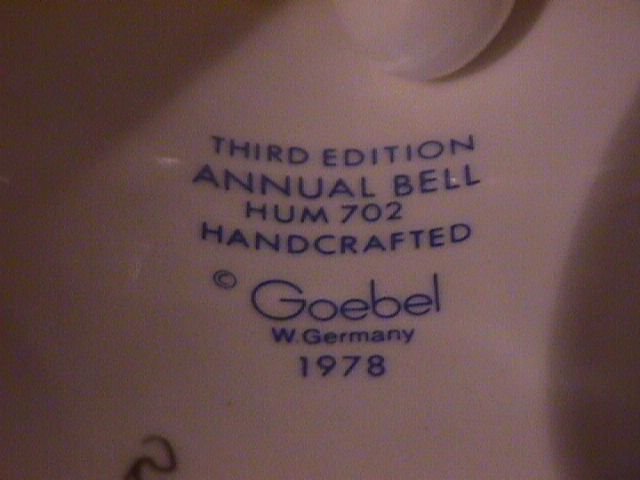 THIRD EDITION
ANNUAL BELL
HUM 702
HANDCRAFTED
© Goebel
W. Germany
1978